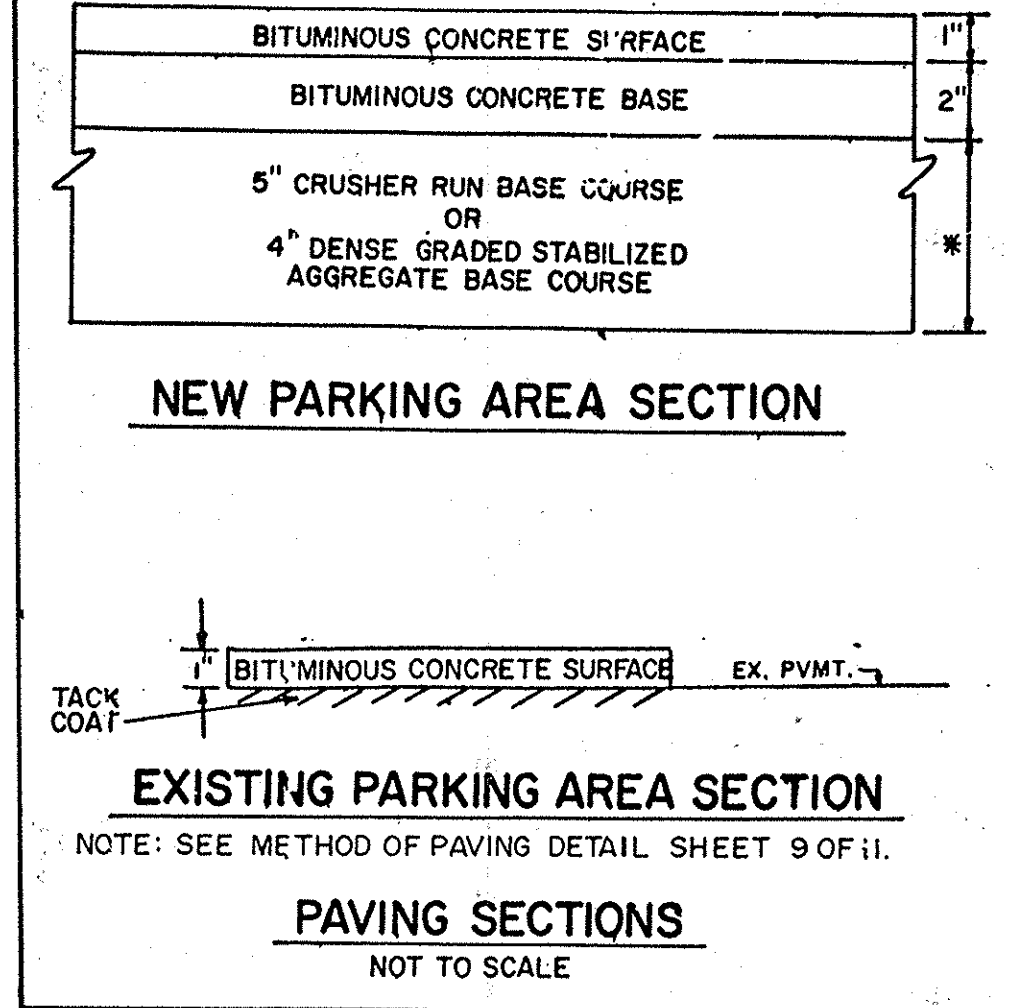 BITUMINOUS CONCRETE SURFACE 1"
BITUMINOUS CONCRETE BASE 2"
5" CRUSHER RUN BASE COURSE
OR
4" DENSE GRADED STABILIZED
AGGREGATE BASE COURSE
*
NEW PARKING AREA SECTION
1" BITUMINOUS CONCRETE SURFACE EX. PVMT.
TACK
COAT
EXISTING PARKING AREA SECTION
NOTE: SEE METHOD OF PAVING DETAIL SHEET 9 OF 11.
PAVING SECTIONS
NOT TO SCALE